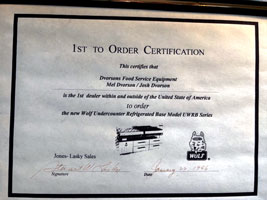 1ST TO ORDER CERTIFICATION
This certifies that
Dvorsons Food Service Equipment
Mel Dvorson / Josh Dvorson
is the 1st dealer within and outside of the United State of America
to order
the new Wolf Undercounter Refrigerated Base Model UWRB Series
WOLF
Jones-Lasky Sales
Signature
Date